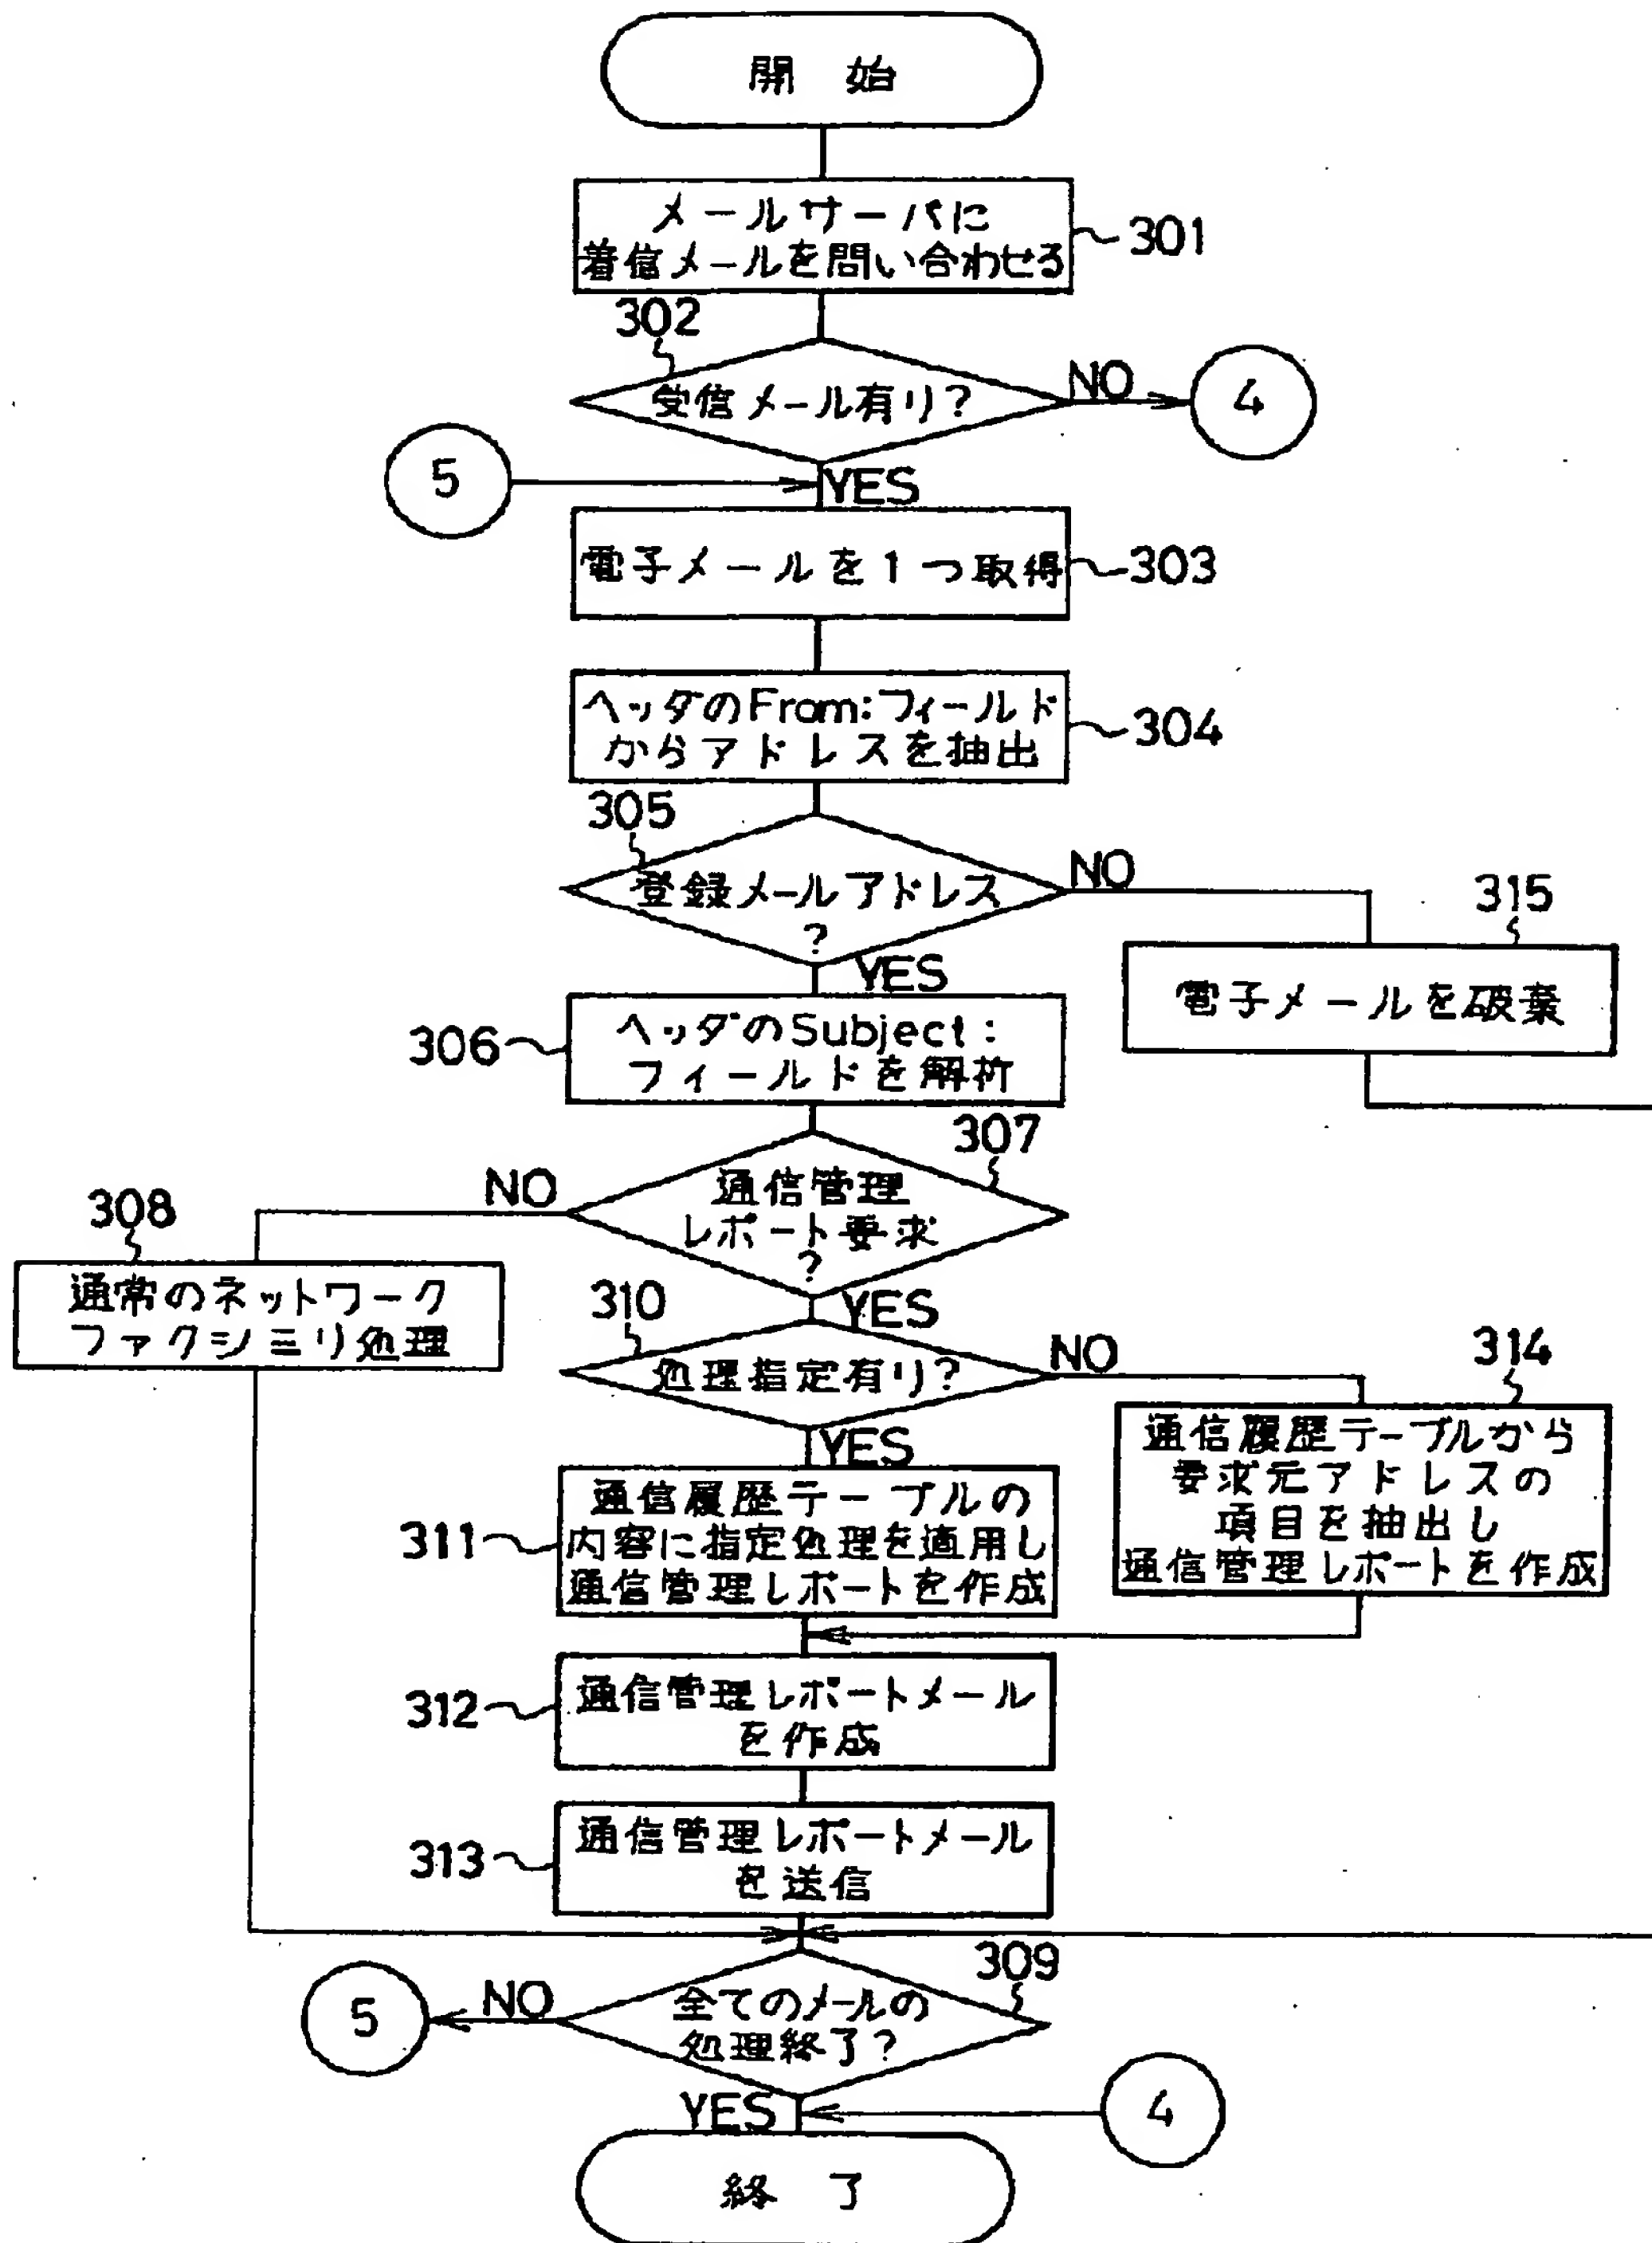 開始
メールサーバに
着信メールを問い合わせる
301
302
受信メール有り?
NO
4
5
YES
電子メールを1つ取得
303
ヘッダのFrom:フィールド
からアドレスを抽出
304
305
登録メールアドレス
?
NO
YES
315
電子メールを破棄
306
ヘッダのSubject:
フィールドを解析
307
通信管理
レポート要求
?
NO
YES
308
通常のネットワーク
ファクシミリ処理
310
処理指定有り?
NO
YES
314
通信履歴テーブルから
要求元アドレスの
項目を抽出し
通信管理レポートを作成
311
通信履歴テーブルの
内容に指定処理を適用し
通信管理レポートを作成
312
通信管理レポートメール
を作成
313
通信管理レポートメール
を送信
309
全てのメールの
処理終了?
NO
5
YES
4
終了